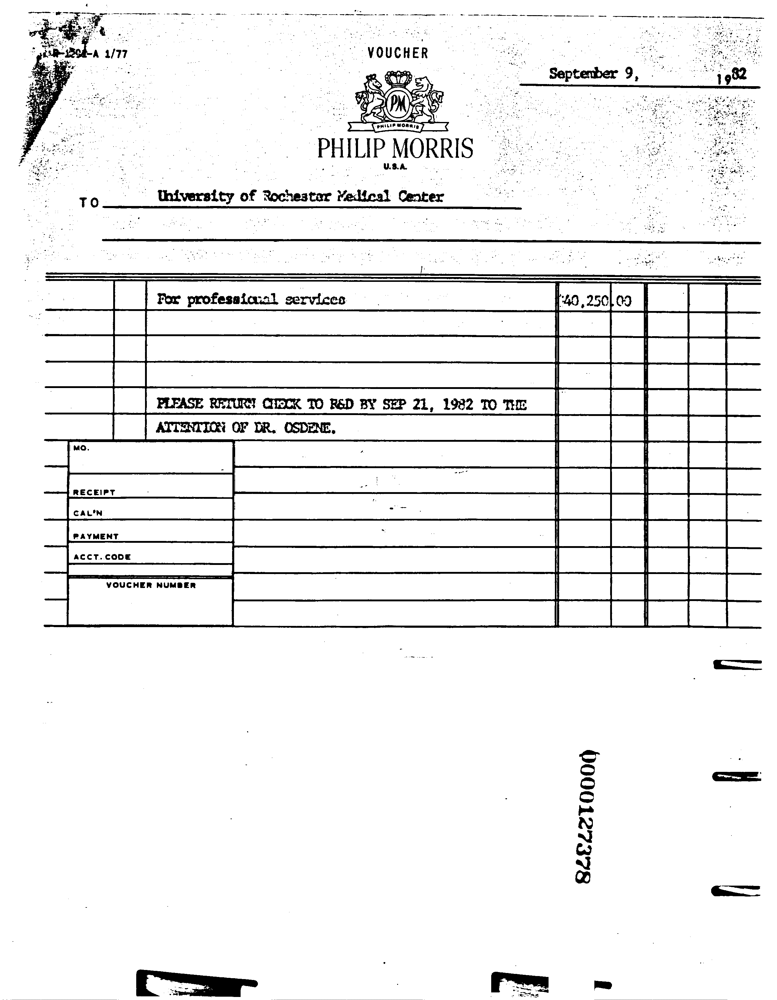 A 1/77
VOUCHER
September 9, 1982
PM
PHILIP MORRIS
PHILIP MORRIS
U.S.A.
TO University of Rochester Medical Center
For professional services 40,250.00
PLEASE RETURN CHECK TO R&D BY SEP 21, 1982 TO THE
ATTENTION OF DR. OSDENE.
MO.
RECEIPT
CAL'N
PAYMENT
ACCT. CODE
VOUCHER NUMBER
0000127378